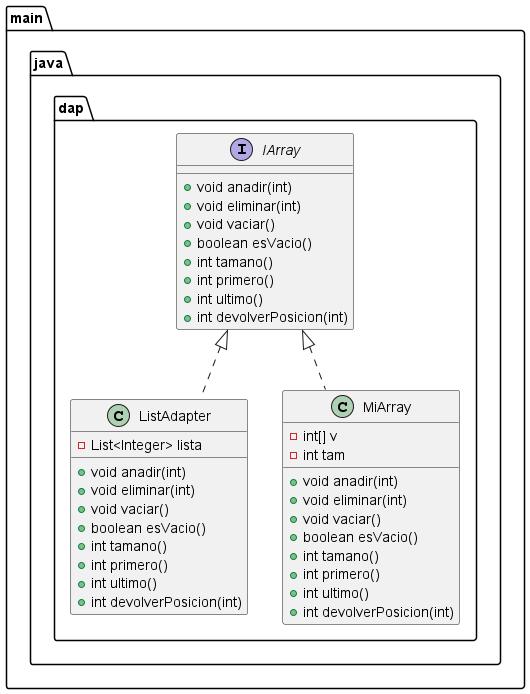 main
java
dap
I IArray
void anadir(int)
void eliminar(int)
void vaciar()
boolean esVacio()
int tamano()
int primero()
int ultimo()
int devolverPosicion(int)
C ListAdapter
List<Integer> lista
void anadir(int)
void eliminar(int)
void vaciar()
boolean esVacio()
int tamano()
int primero()
int ultimo()
int devolverPosicion(int)
C MiArray
int[] v
int tam
void anadir(int)
void eliminar(int)
void vaciar()
boolean esVacio()
int tamano()
int primero()
int ultimo()
int devolverPosicion(int)